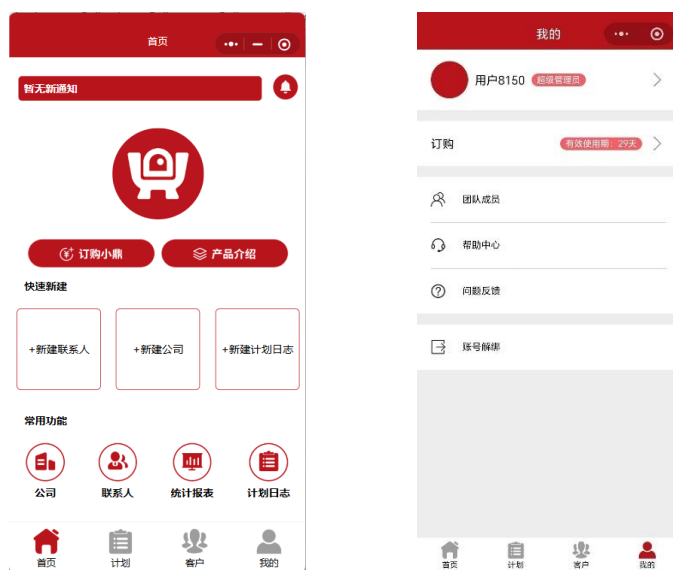 首页
暂无新通知
订购小鼎
产品介绍
快速新建
+新建联系人
+新建公司
+新建计划日志
常用功能
公司
联系人
统计报表
计划日志
首页
计划
客户
我的
我的
用户8150
超级管理员
订购
有效使用期：29天
团队成员
帮助中心
问题反馈
账号解绑
首页
计划
客户
我的